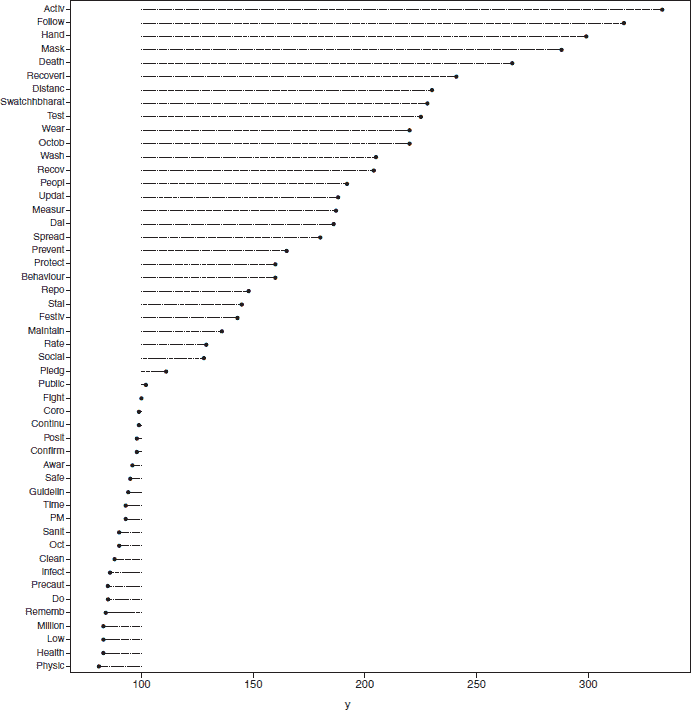 Activ
Follow
Hand
Mask
Death
Recoveri
Distanc
Swatchhbharat
Test
Wear
Octob
Wash
Recov
Peopl
Updat
Measur
Dai
Spread
Prevent
Protect
Behaviour
Repo
Stai
Festiv
Maintain
Rate
Social
Pledg
Public
Fight
Coro
Continu
Posit
Confirm
Awar
Safe
Guidelin
Time
PM
Sanit
Oct
Clean
Infect
Precaut
Do
Rememb
Million
Low
Health
Physic
100 150 200 250 300
y